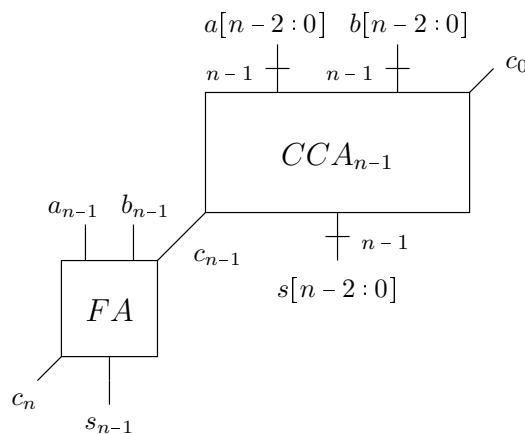 a[n − 2 : 0] b[n − 2 : 0]
n − 1 n − 1 c₀
CCAₙ₋₁
aₙ₋₁ bₙ₋₁
cₙ₋₁ n − 1
s[n − 2 : 0]
FA
cₙ
sₙ₋₁